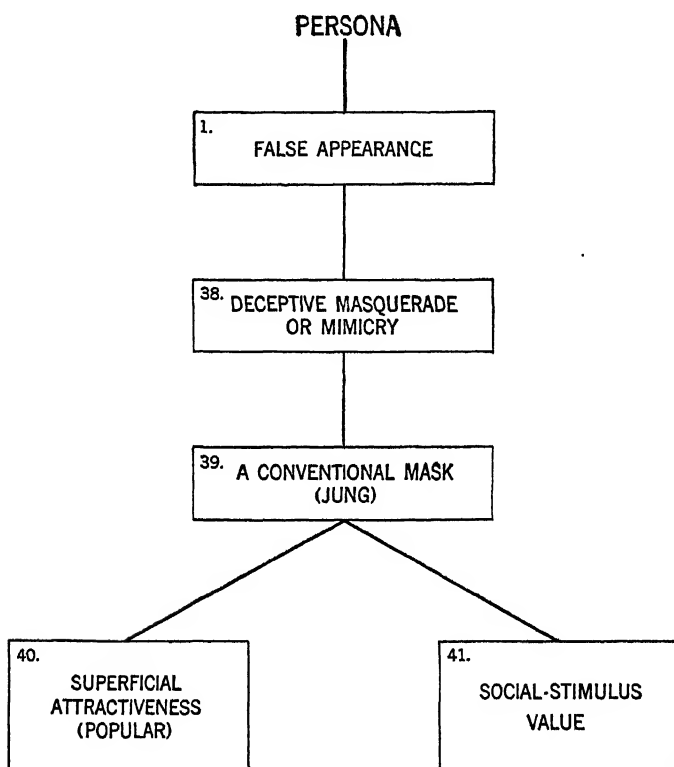 PERSONA
1.
FALSE APPEARANCE
38. DECEPTIVE MASQUERADE
OR MIMICRY
39. A CONVENTIONAL MASK
(JUNG)
40.
SUPERFICIAL
ATTRACTIVENESS
(POPULAR)
41.
SOCIAL-STIMULUS
VALUE